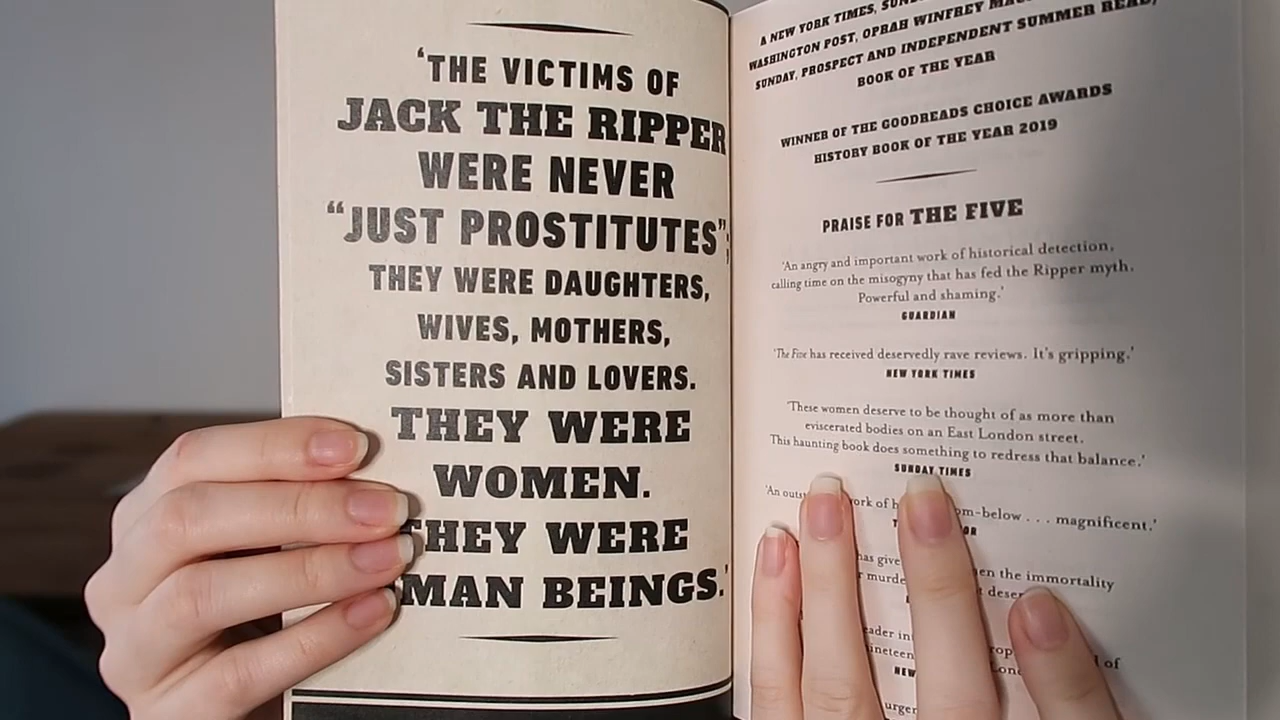 ‘THE VICTIMS OF
JACK THE RIPPER
WERE NEVER
“JUST PROSTITUTES”;
THEY WERE DAUGHTERS,
WIVES, MOTHERS,
SISTERS AND LOVERS.
THEY WERE
WOMEN.
THEY WERE
MAN BEINGS.’
A NEW YORK TIMES,
WASHINGTON POST, OPRAH WINFREY
SUNDAY, PROSPECT AND INDEPENDENT SUMMER READ,
BOOK OF THE YEAR
WINNER OF THE GOODREADS CHOICE AWARDS
HISTORY BOOK OF THE YEAR 2019
PRAISE FOR THE FIVE
‘An angry and important work of historical detection,
calling time on the misogyny that has fed the Ripper myth.
Powerful and shaming.’
GUARDIAN
‘The Five has received deservedly rave reviews. It’s gripping.’
NEW YORK TIMES
‘These women deserve to be thought of as more than
eviscerated bodies on an East London street.
This haunting book does something to redress that balance.’
SUNDAY TIMES
‘An work of om-below . . . magnificent.’
has the immortality
of